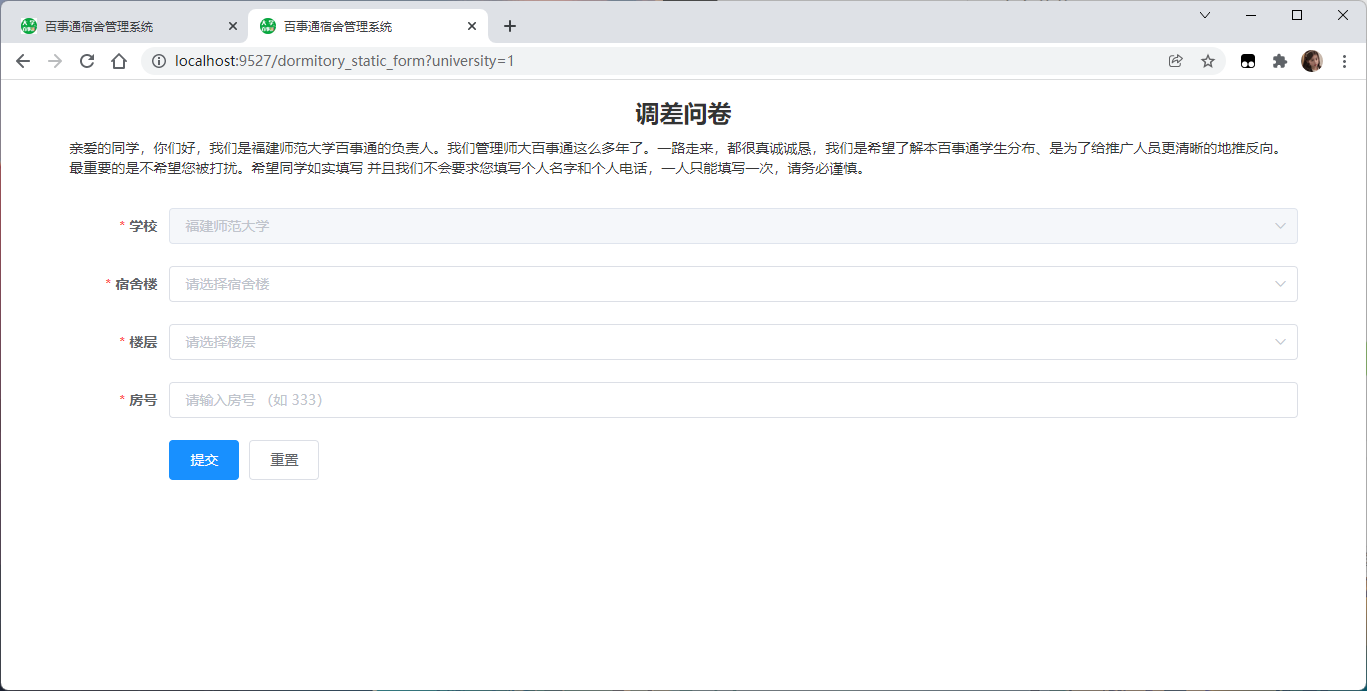 百事通宿舍管理系统
百事通宿舍管理系统
localhost:9527/dormitory_static_form?university=1
调差问卷
亲爱的同学，你们好，我们是福建师范大学百事通的负责人。我们管理师大百事通这么多年了。一路走来，都很真诚诚恳，我们是希望了解本百事通学生分布、是为了给推广人员更清晰的地推反向。
最重要的是不希望您被打扰。希望同学如实填写 并且我们不会要求您填写个人名字和个人电话，一人只能填写一次，请务必谨慎。
* 学校 福建师范大学
* 宿舍楼 请选择宿舍楼
* 楼层 请选择楼层
* 房号 请输入房号 （如 333）
提交 重置